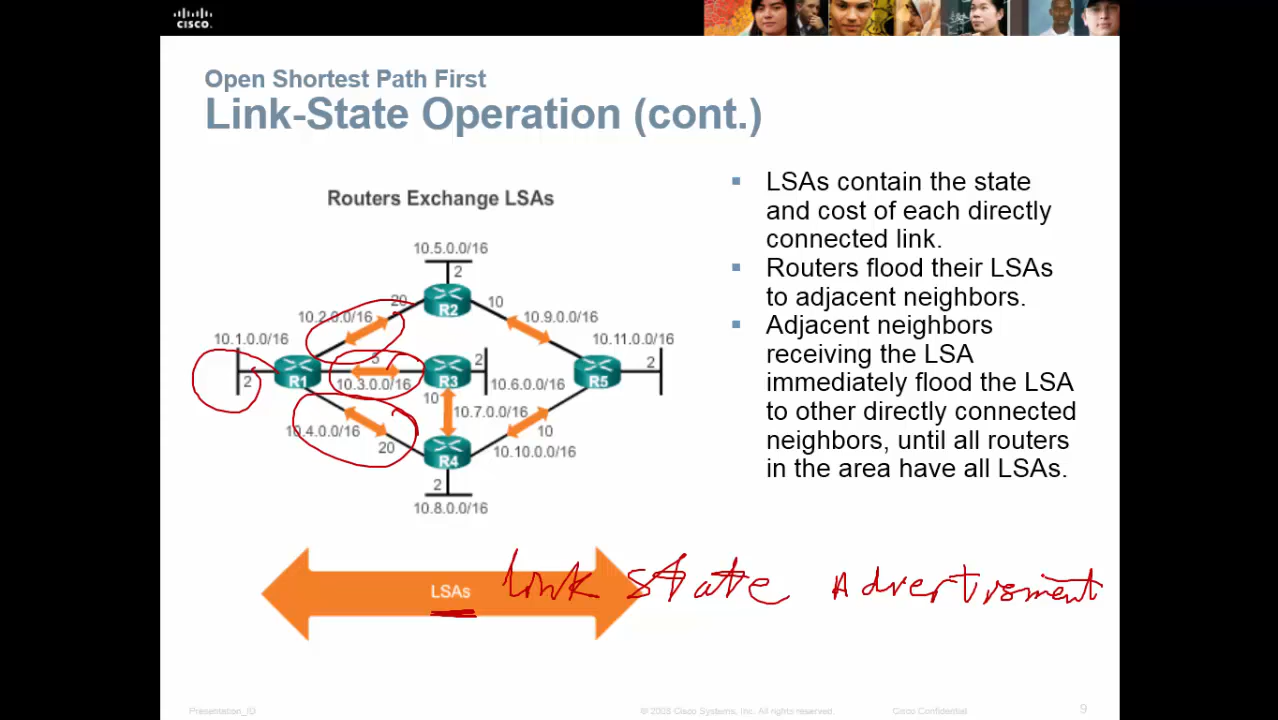 CISCO.
Open Shortest Path First
Link-State Operation (cont.)
Routers Exchange LSAs
10.5.0.0/16
2
20
10
10.2.0.0/16
R2
10.9.0.0/16
10.1.0.0/16
10.11.0.0/16
2
R1
5
10.3.0.0/16
R3
2
10.6.0.0/16
R5
2
10
10.7.0.0/16
10.4.0.0/16
20
10
R4
10.10.0.0/16
2
10.8.0.0/16
LSAs contain the state
and cost of each directly
connected link.
Routers flood their LSAs
to adjacent neighbors.
Adjacent neighbors
receiving the LSA
immediately flood the LSA
to other directly connected
neighbors, until all routers
in the area have all LSAs.
LSAs link state Advertisment
Presentation_ID
© 2008 Cisco Systems, Inc. All rights reserved.
Cisco Confidential
9